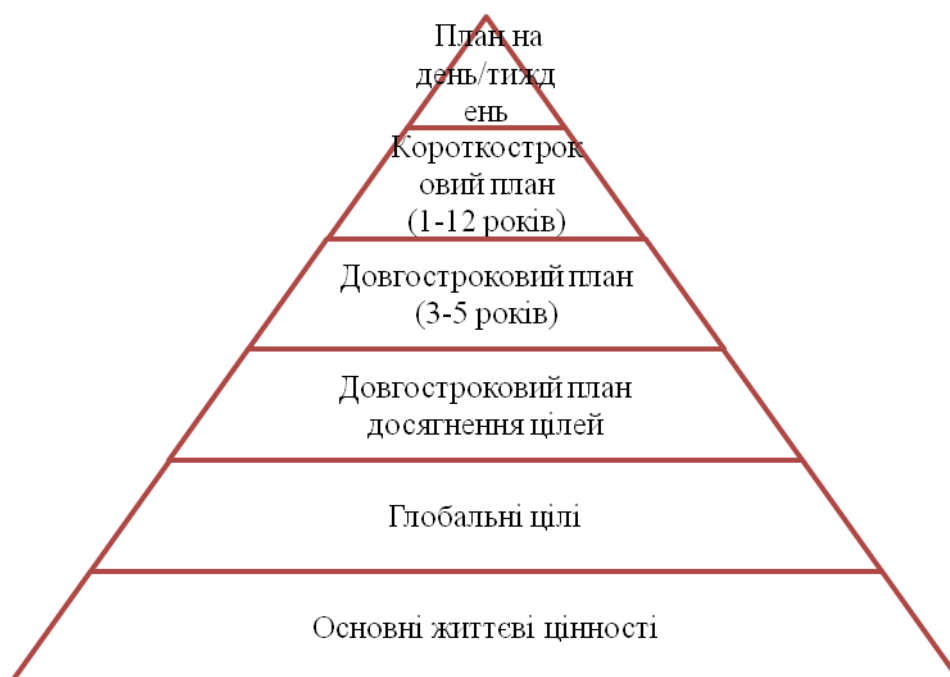 План на
день/тижд
ень
Короткострок
овий план
(1-12 років)
Довгостроковий план
(3-5 років)
Довгостроковий план
досягнення цілей
Глобальні цілі
Основні життєві цінності